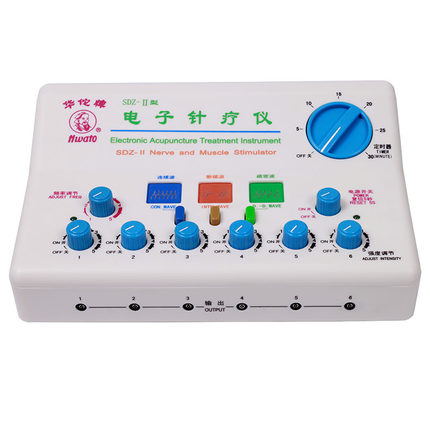 华佗牌
Hwato
®
SDZ-Ⅱ型
电子针疗仪
Electronic Acupuncture Treatment Instrument
SDZ-II Nerve and Muscle Stimulator
5
10
15
20
25
30(MINUTE)
OFF 关
定时器
TIMER
频率调节
ADJUST FREQ
连续波
断续波
疏密波
CON. WAVE
INT. WAVE
D.-D. WAVE
电源开关
POWER
复位5秒
RESET 5S
ON 开
OFF 关
1
2
3
4
5
6
强度调节
ADJUST INTENSITY
1
2
3
4
5
6
输出
OUTPUT